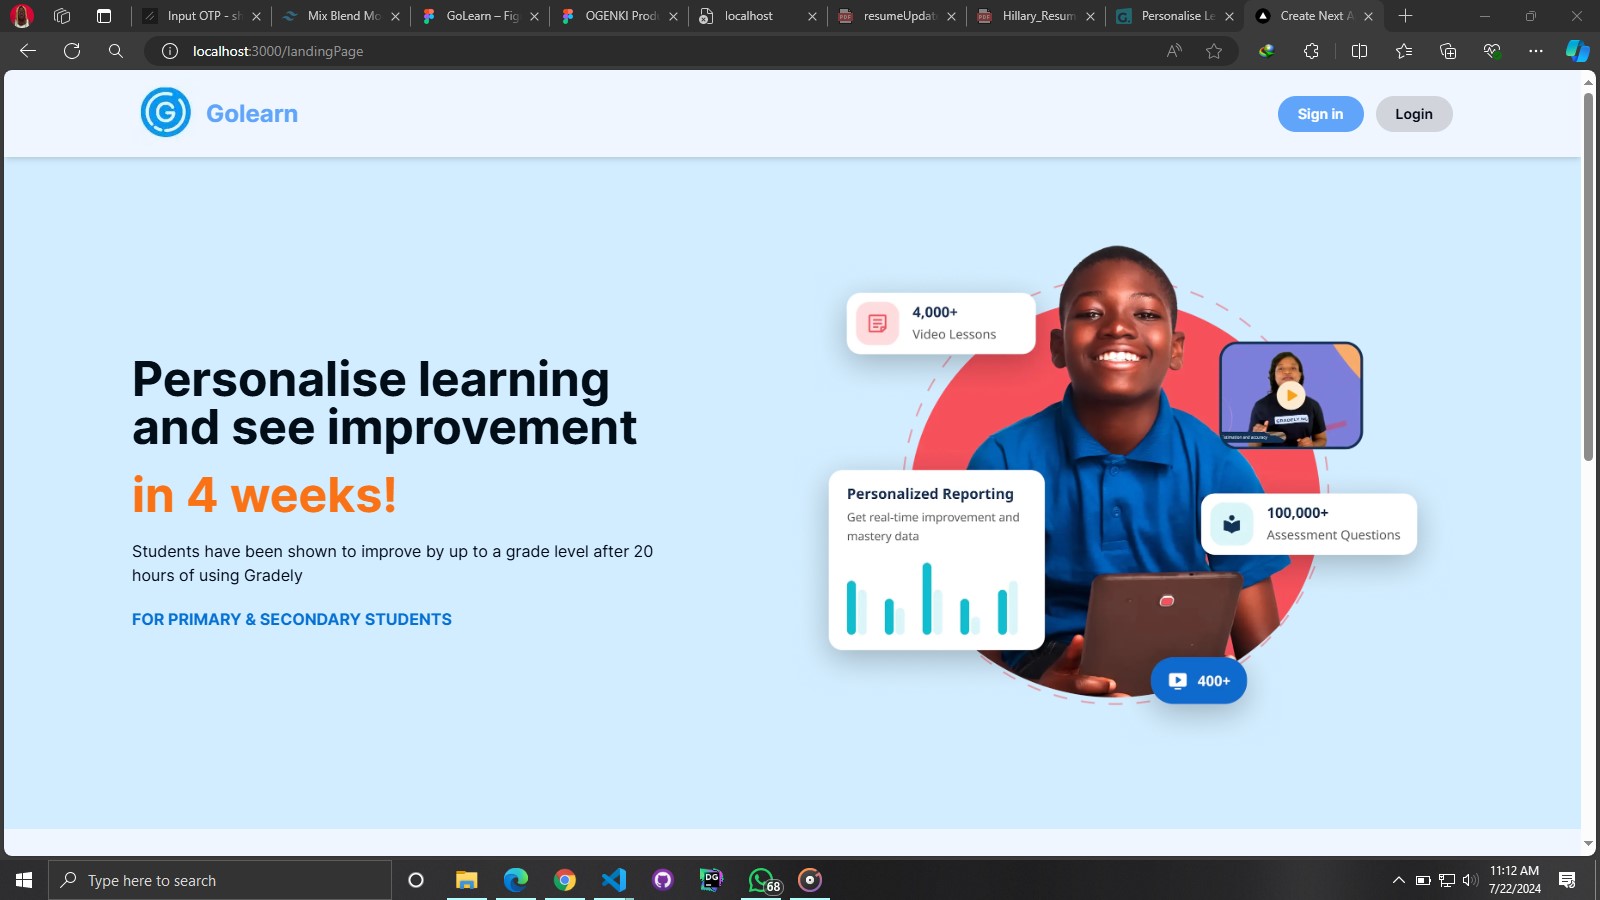 Input OTP - sh
Mix Blend Mo
GoLearn – Fig
OGENKI Produ
localhost
resumeUpdat
Hillary_Resum
Personalise Le
Create Next A
localhost:3000/landingPage
G Golearn
Sign in
Login
Personalise learning
and see improvement
in 4 weeks!
Students have been shown to improve by up to a grade level after 20
hours of using Gradely
FOR PRIMARY & SECONDARY STUDENTS
4,000+
Video Lessons
Personalized Reporting
Get real-time improvement and
mastery data
100,000+
Assessment Questions
400+
Type here to search
DG
68
11:12 AM
7/22/2024